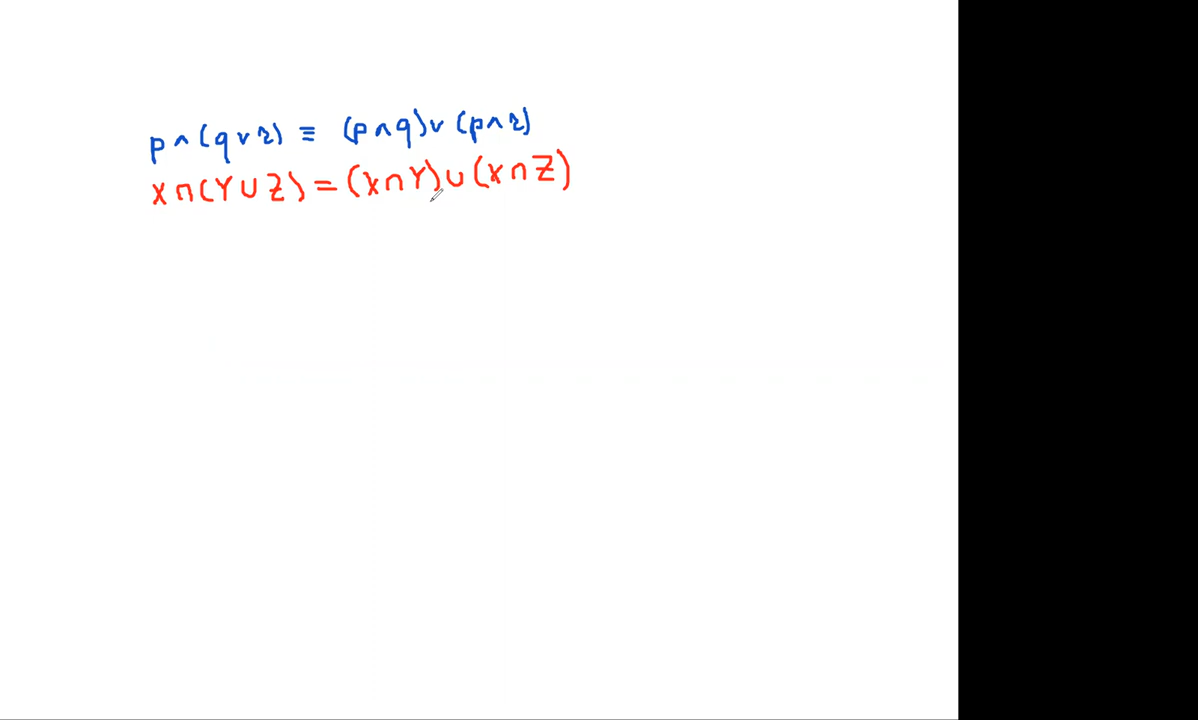 p ∧ (q ∨ r) ≡ (p ∧ q) ∨ (p ∧ r)
X ∩ (Y ∪ Z) = (X ∩ Y) ∪ (X ∩ Z)